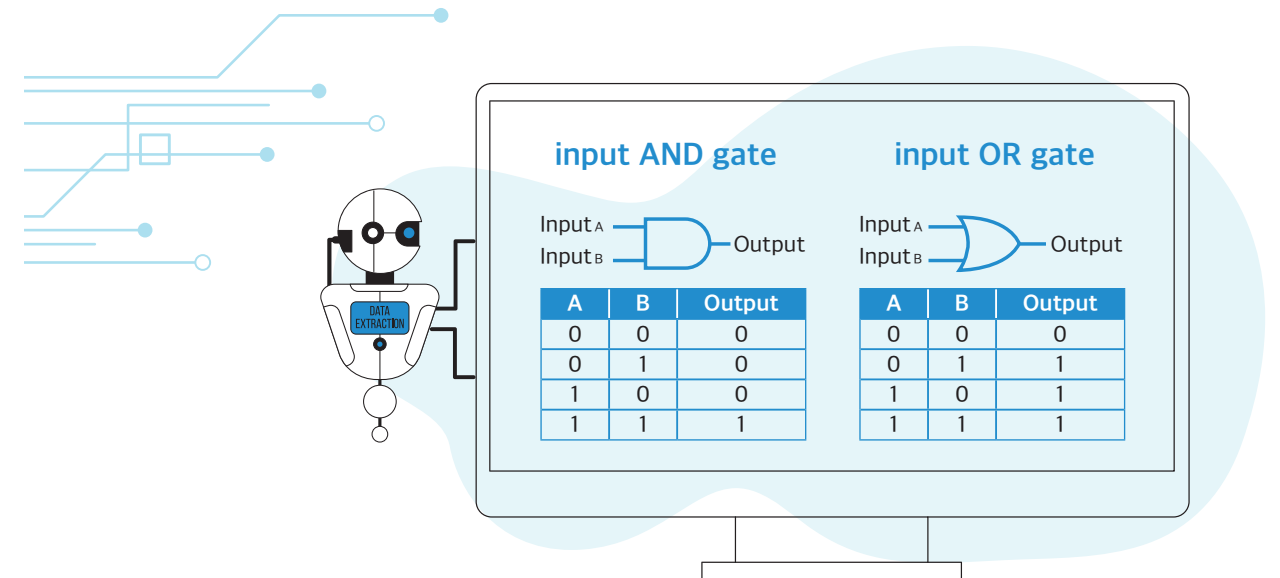 input AND gate
Input A
Input B
Output
A B Output
0 0 0
0 1 0
1 0 0
1 1 1
input OR gate
Input A
Input B
Output
A B Output
0 0 0
0 1 1
1 0 1
1 1 1
DATA
EXTRACTION